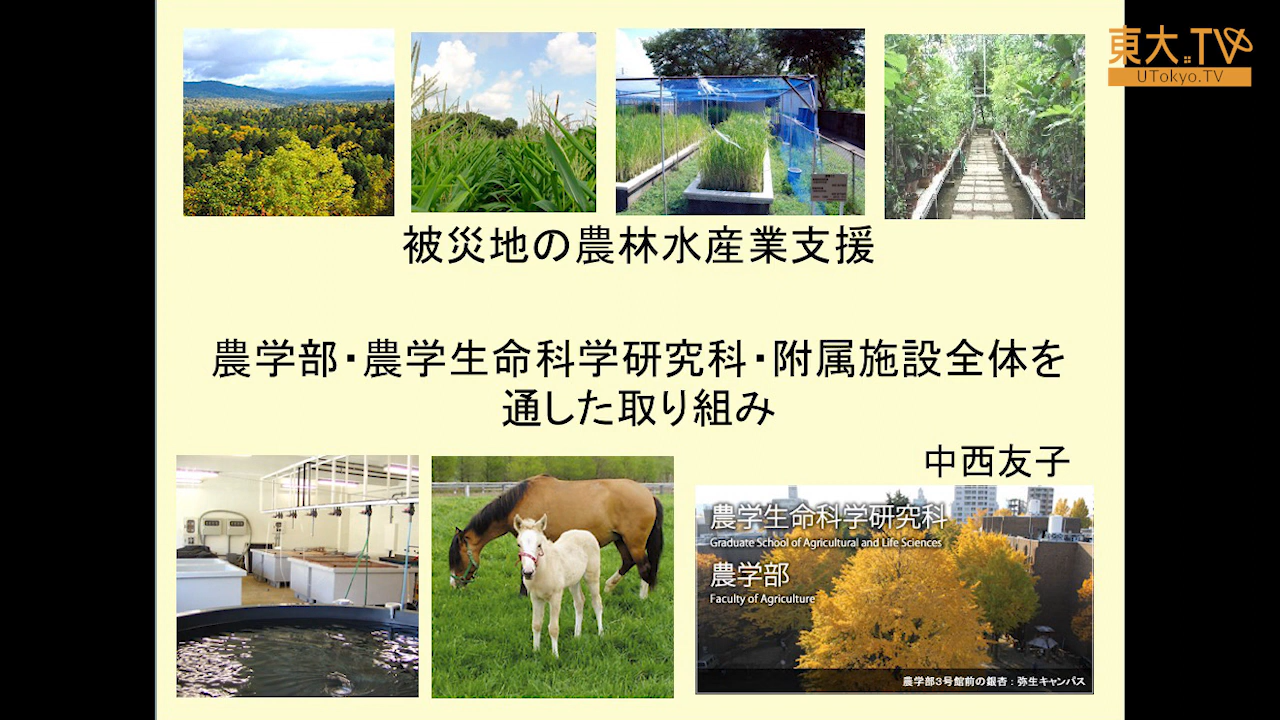 東大.TV
UTokyo.TV
被災地の農林水産業支援
農学部・農学生命科学研究科・附属施設全体を
通した取り組み
中西友子
農学生命科学研究科
Graduate School of Agricultural and Life Sciences
農学部
Faculty of Agriculture
農学部3号館前の銀杏：弥生キャンパス